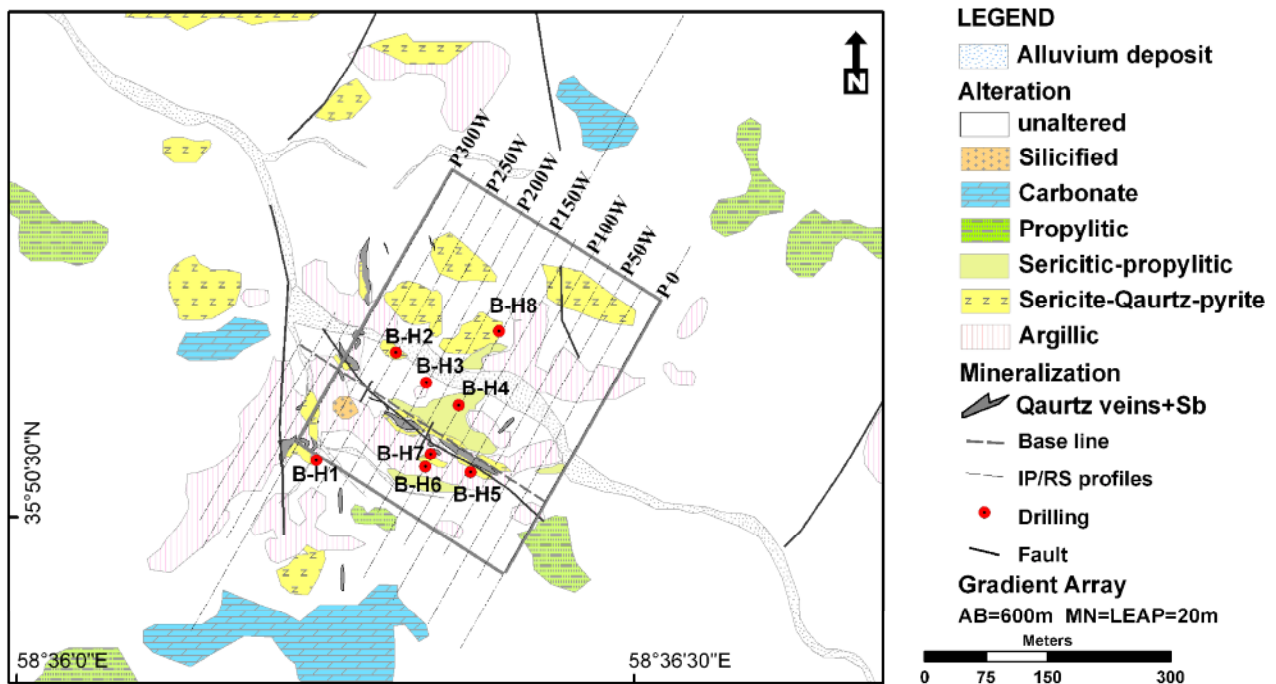 N
P300W
P250W
P200W
P150W
P100W
P50W
P 0
B-H8
B-H2
B-H3
B-H4
B-H7
B-H1
B-H6
B-H5
35°50'30"N
58°36'0"E
58°36'30"E
LEGEND
Alluvium deposit
Alteration
unaltered
Silicified
Carbonate
Propylitic
Sericitic-propylitic
Sericite-Qaurtz-pyrite
Argillic
Mineralization
Qaurtz veins+Sb
Base line
IP/RS profiles
Drilling
Fault
Gradient Array
AB=600m MN=LEAP=20m
Meters
0 75 150 300